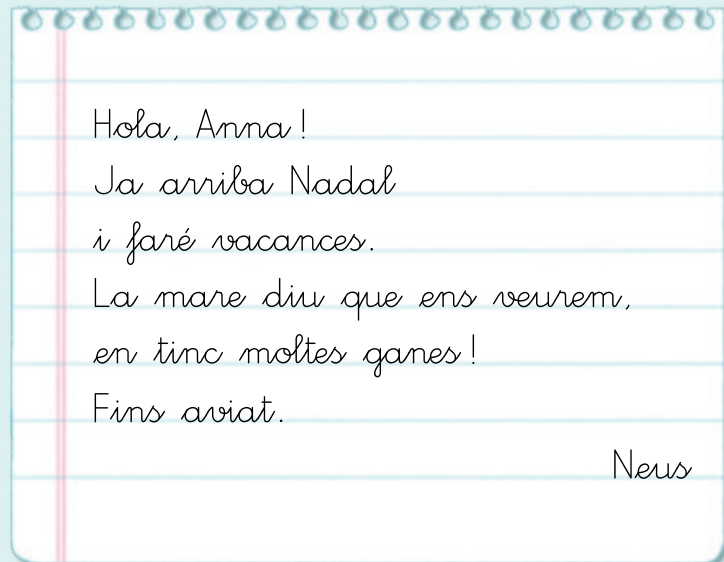 Hola, Anna!
Ja arriba Nadal
i faré vacances.
La mare diu que ens veurem,
en tinc moltes ganes!
Fins aviat.
Neus